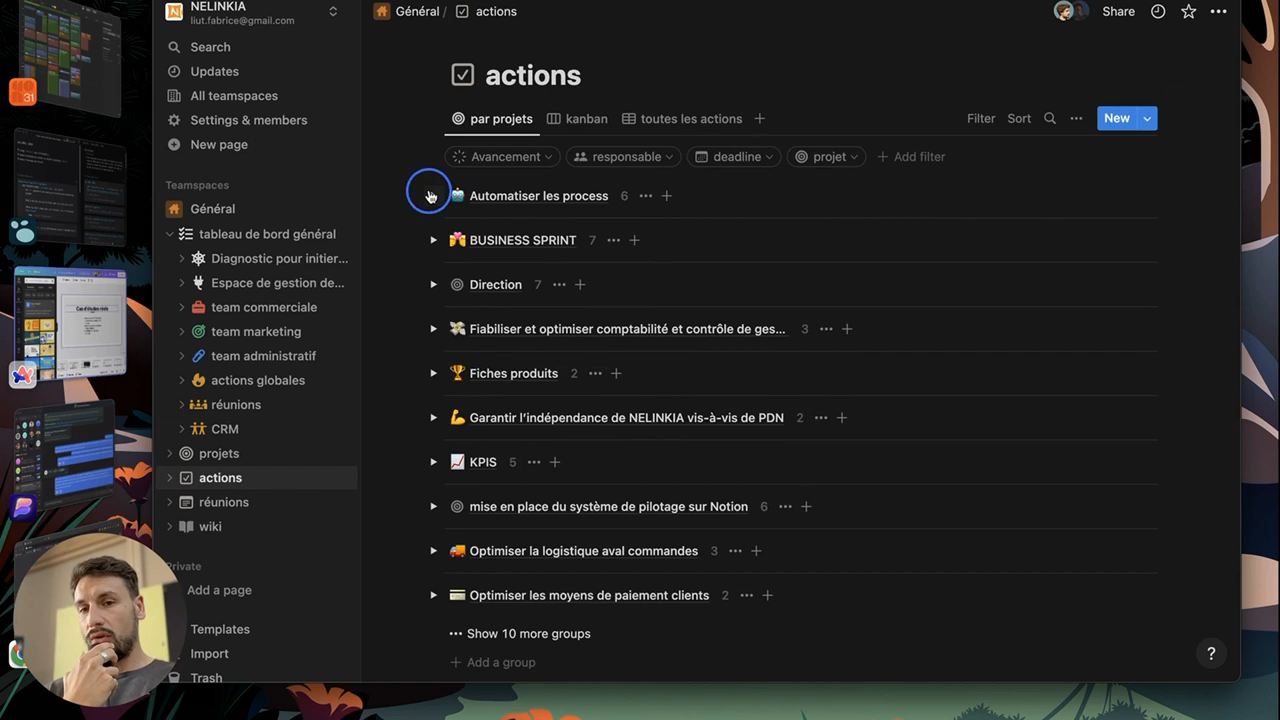 NELINKIA
liut.fabrice@gmail.com
Search
Updates
All teamspaces
Settings & members
New page
Teamspaces
Général
tableau de bord général
Diagnostic pour initier...
Espace de gestion de...
team commerciale
team marketing
team administratif
actions globales
réunions
CRM
projets
actions
réunions
wiki
Private
Add a page
Templates
Import
Trash
Général / actions
Share
actions
par projets kanban toutes les actions
Filter Sort New
Avancement responsable deadline projet Add filter
Automatiser les process 6
BUSINESS SPRINT 7
Direction 7
Fiabiliser et optimiser comptabilité et contrôle de ges... 3
Fiches produits 2
Garantir l'indépendance de NELINKIA vis-à-vis de PDN 2
KPIS 5
mise en place du système de pilotage sur Notion 6
Optimiser la logistique aval commandes 3
Optimiser les moyens de paiement clients 2
Show 10 more groups
Add a group
?
31